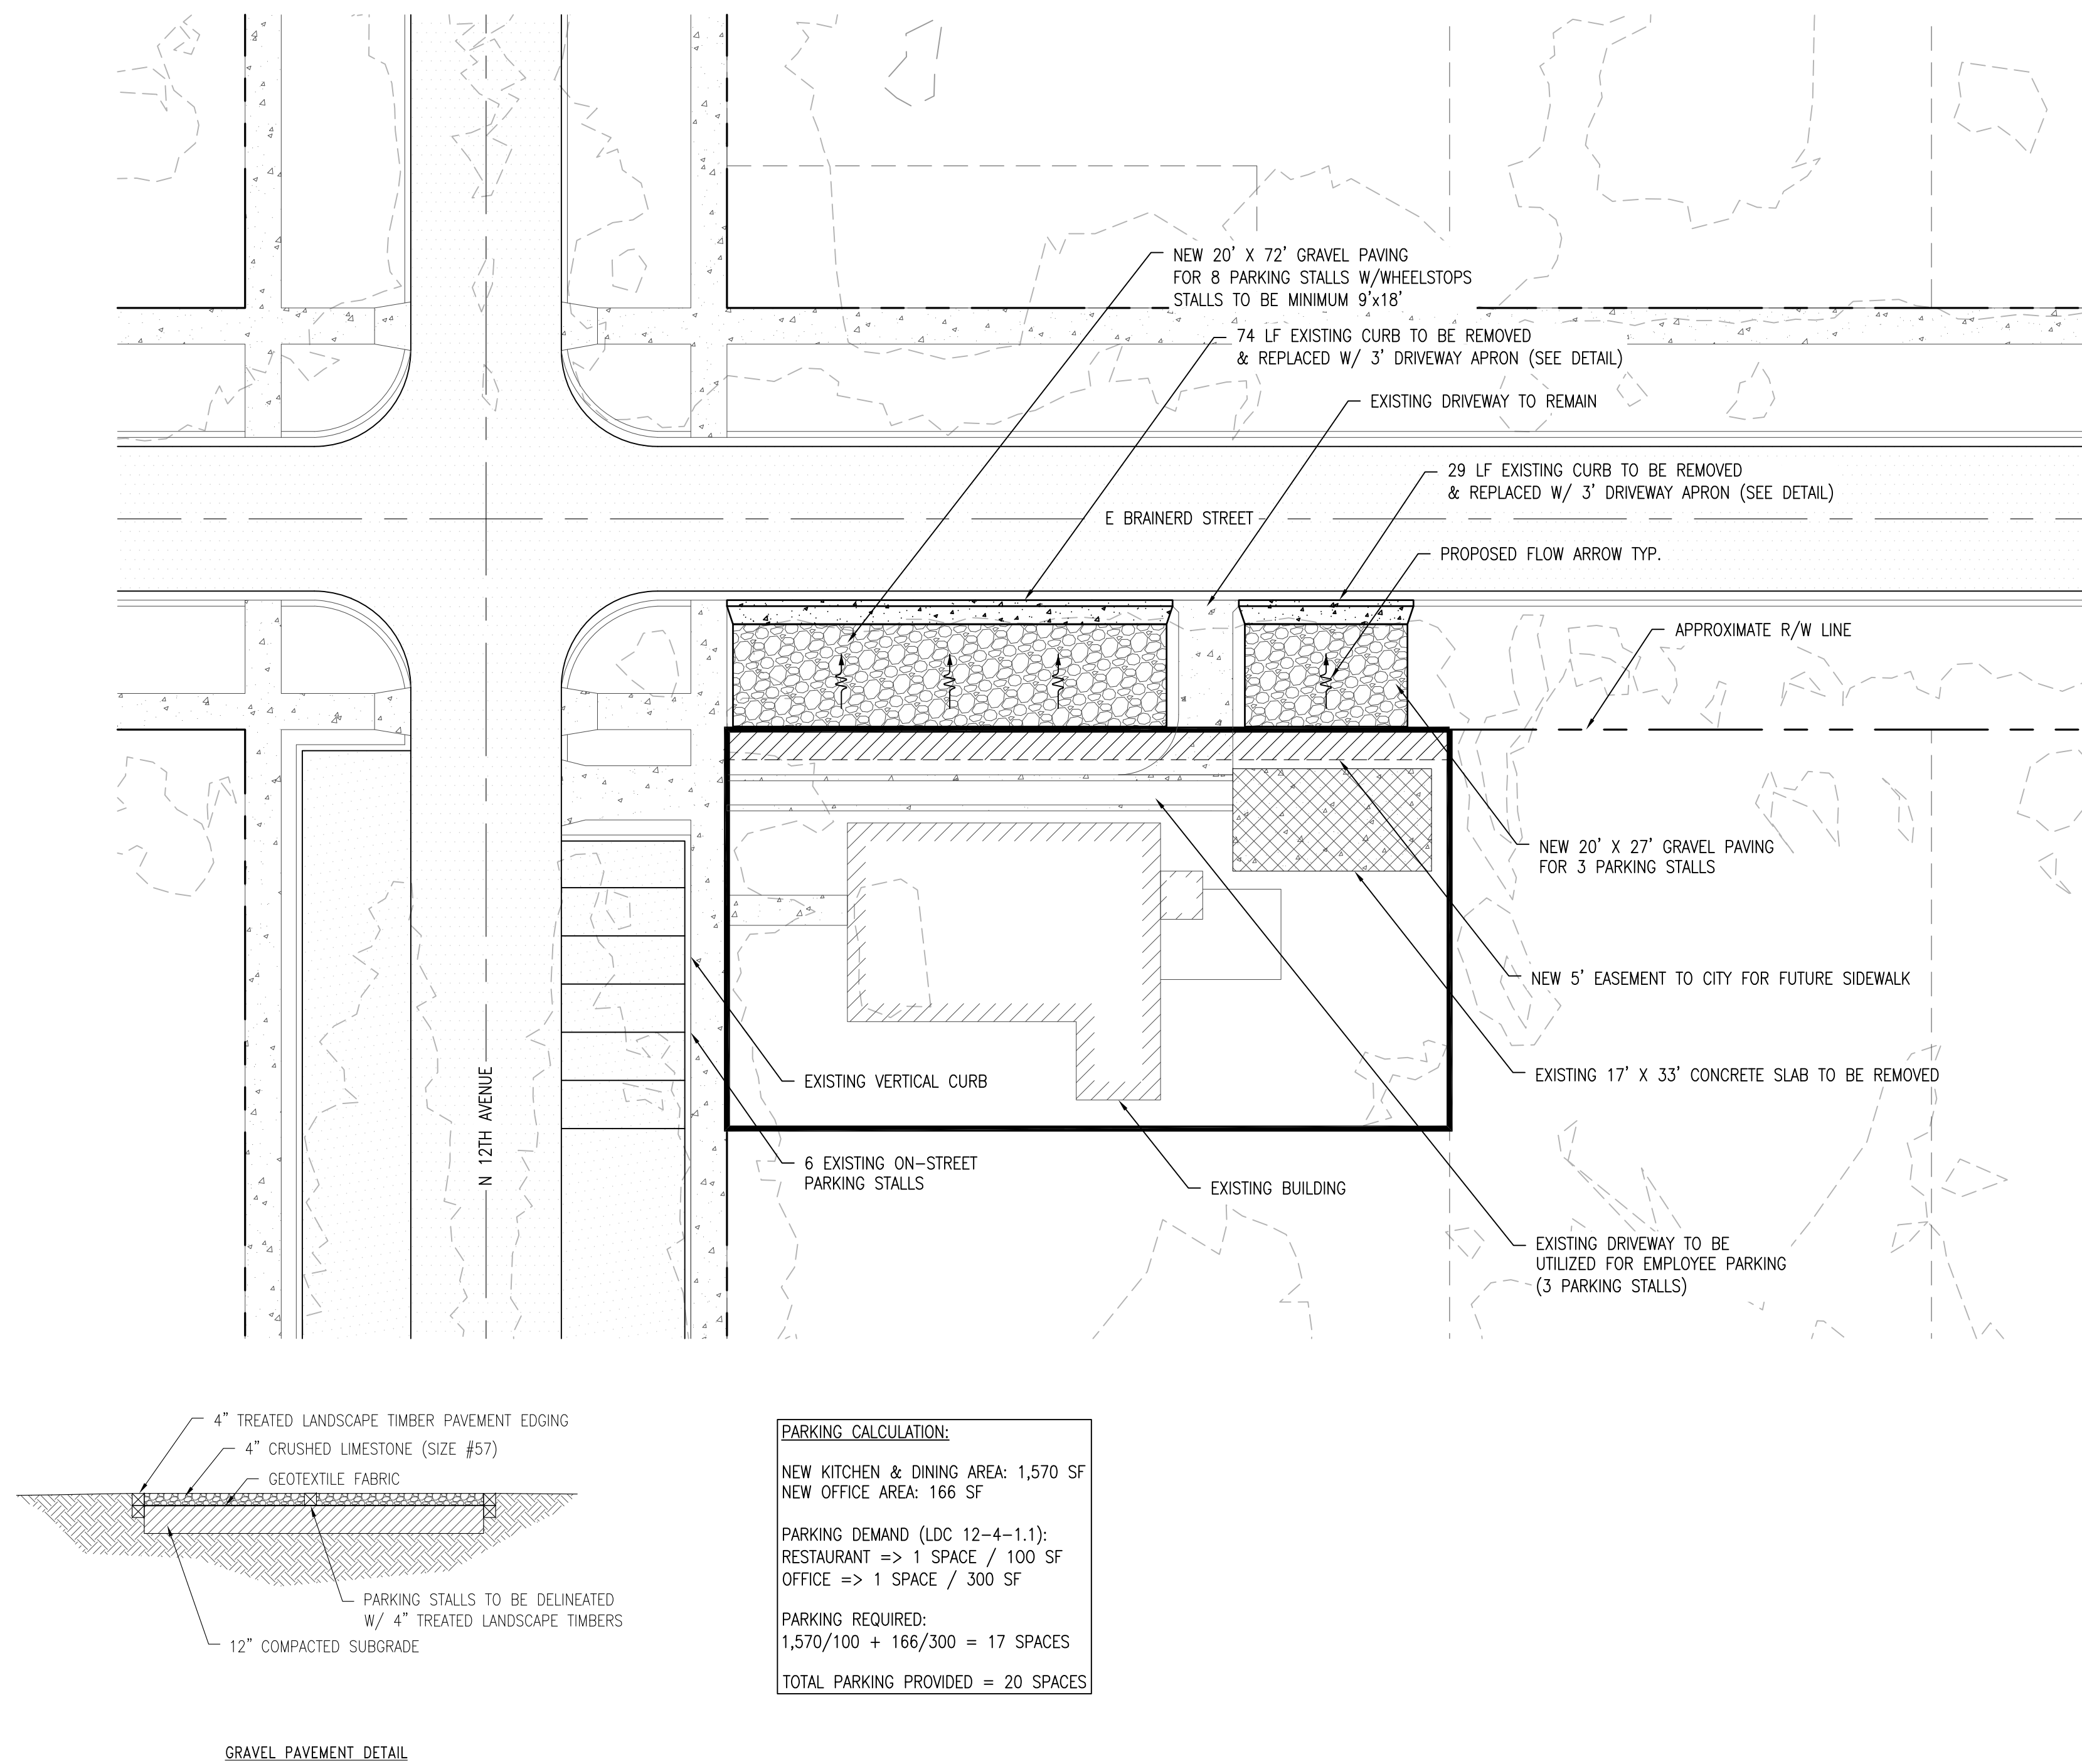 NEW 20' X 72' GRAVEL PAVING
FOR 8 PARKING STALLS W/WHEELSTOPS
STALLS TO BE MINIMUM 9'x18'
74 LF EXISTING CURB TO BE REMOVED
& REPLACED W/ 3' DRIVEWAY APRON (SEE DETAIL)
EXISTING DRIVEWAY TO REMAIN
29 LF EXISTING CURB TO BE REMOVED
& REPLACED W/ 3' DRIVEWAY APRON (SEE DETAIL)
E BRAINERD STREET
PROPOSED FLOW ARROW TYP.
APPROXIMATE R/W LINE
NEW 20' X 27' GRAVEL PAVING
FOR 3 PARKING STALLS
NEW 5' EASEMENT TO CITY FOR FUTURE SIDEWALK
EXISTING 17' X 33' CONCRETE SLAB TO BE REMOVED
EXISTING VERTICAL CURB
N 12TH AVENUE
6 EXISTING ON-STREET
PARKING STALLS
EXISTING BUILDING
EXISTING DRIVEWAY TO BE
UTILIZED FOR EMPLOYEE PARKING
(3 PARKING STALLS)
4" TREATED LANDSCAPE TIMBER PAVEMENT EDGING
4" CRUSHED LIMESTONE (SIZE #57)
GEOTEXTILE FABRIC
PARKING STALLS TO BE DELINEATED
W/ 4" TREATED LANDSCAPE TIMBERS
12" COMPACTED SUBGRADE
GRAVEL PAVEMENT DETAIL
PARKING CALCULATION:
NEW KITCHEN & DINING AREA: 1,570 SF
NEW OFFICE AREA: 166 SF
PARKING DEMAND (LDC 12-4-1.1):
RESTAURANT => 1 SPACE / 100 SF
OFFICE => 1 SPACE / 300 SF
PARKING REQUIRED:
1,570/100 + 166/300 = 17 SPACES
TOTAL PARKING PROVIDED = 20 SPACES